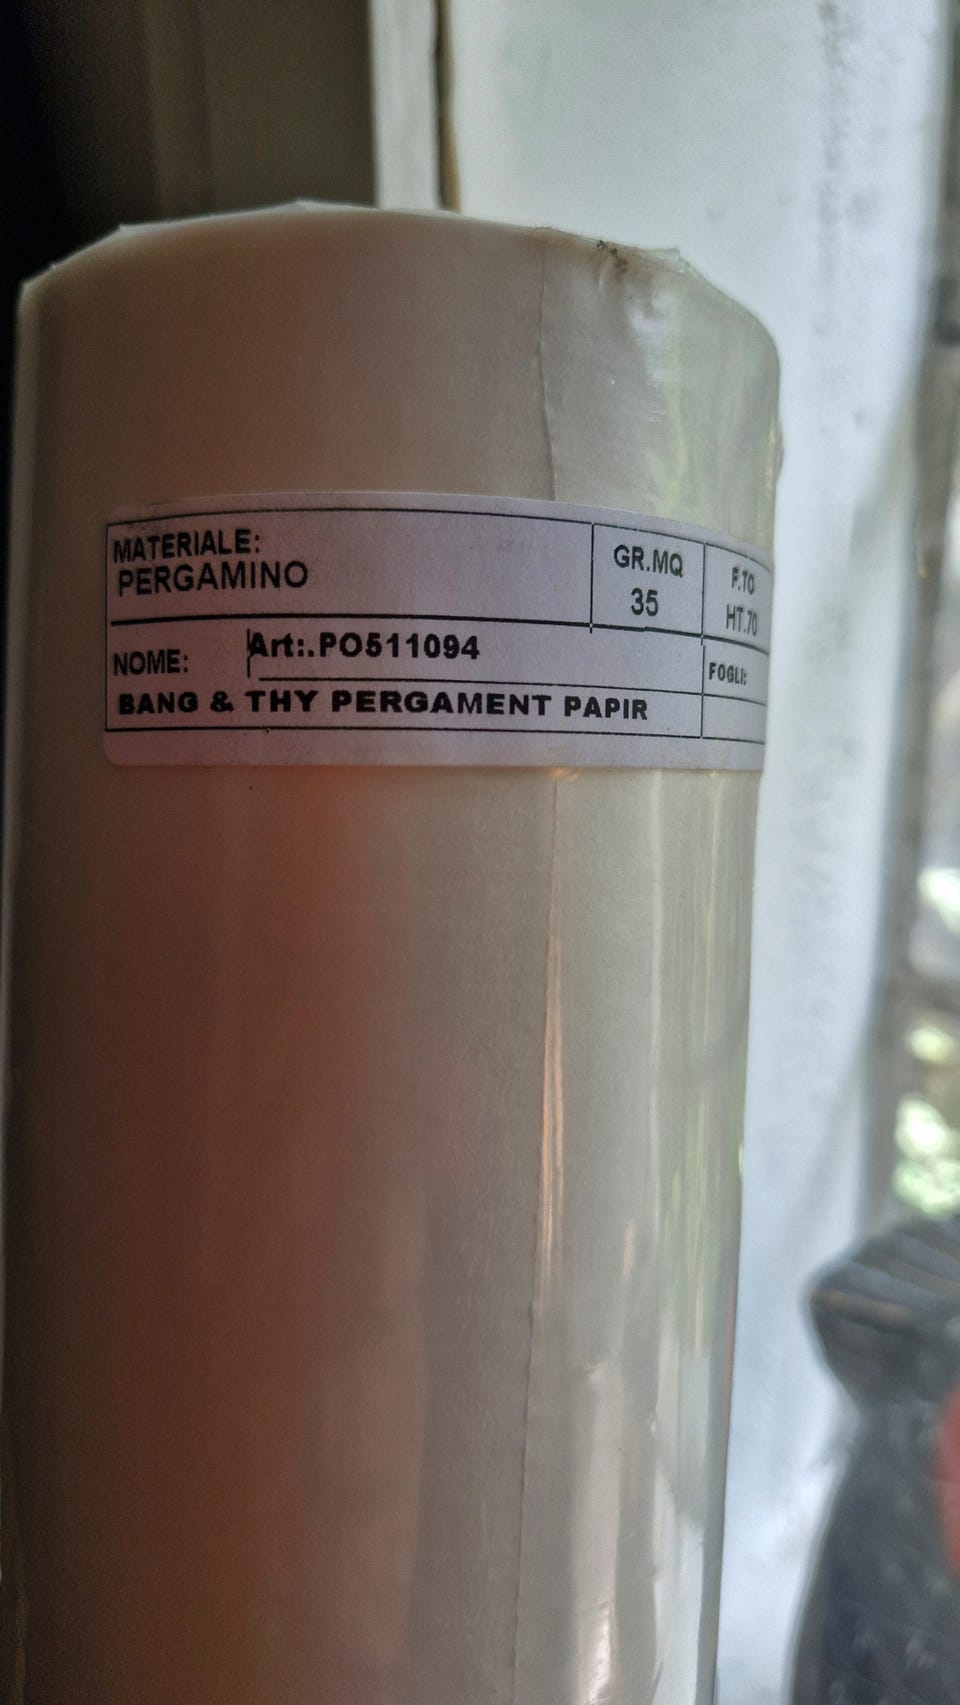 MATERIALE:
PERGAMINO
GR.MQ
35
F.TO
HT.70
NOME:
Art:.PO511094
FOGLI:
BANG & THY PERGAMENT PAPIR